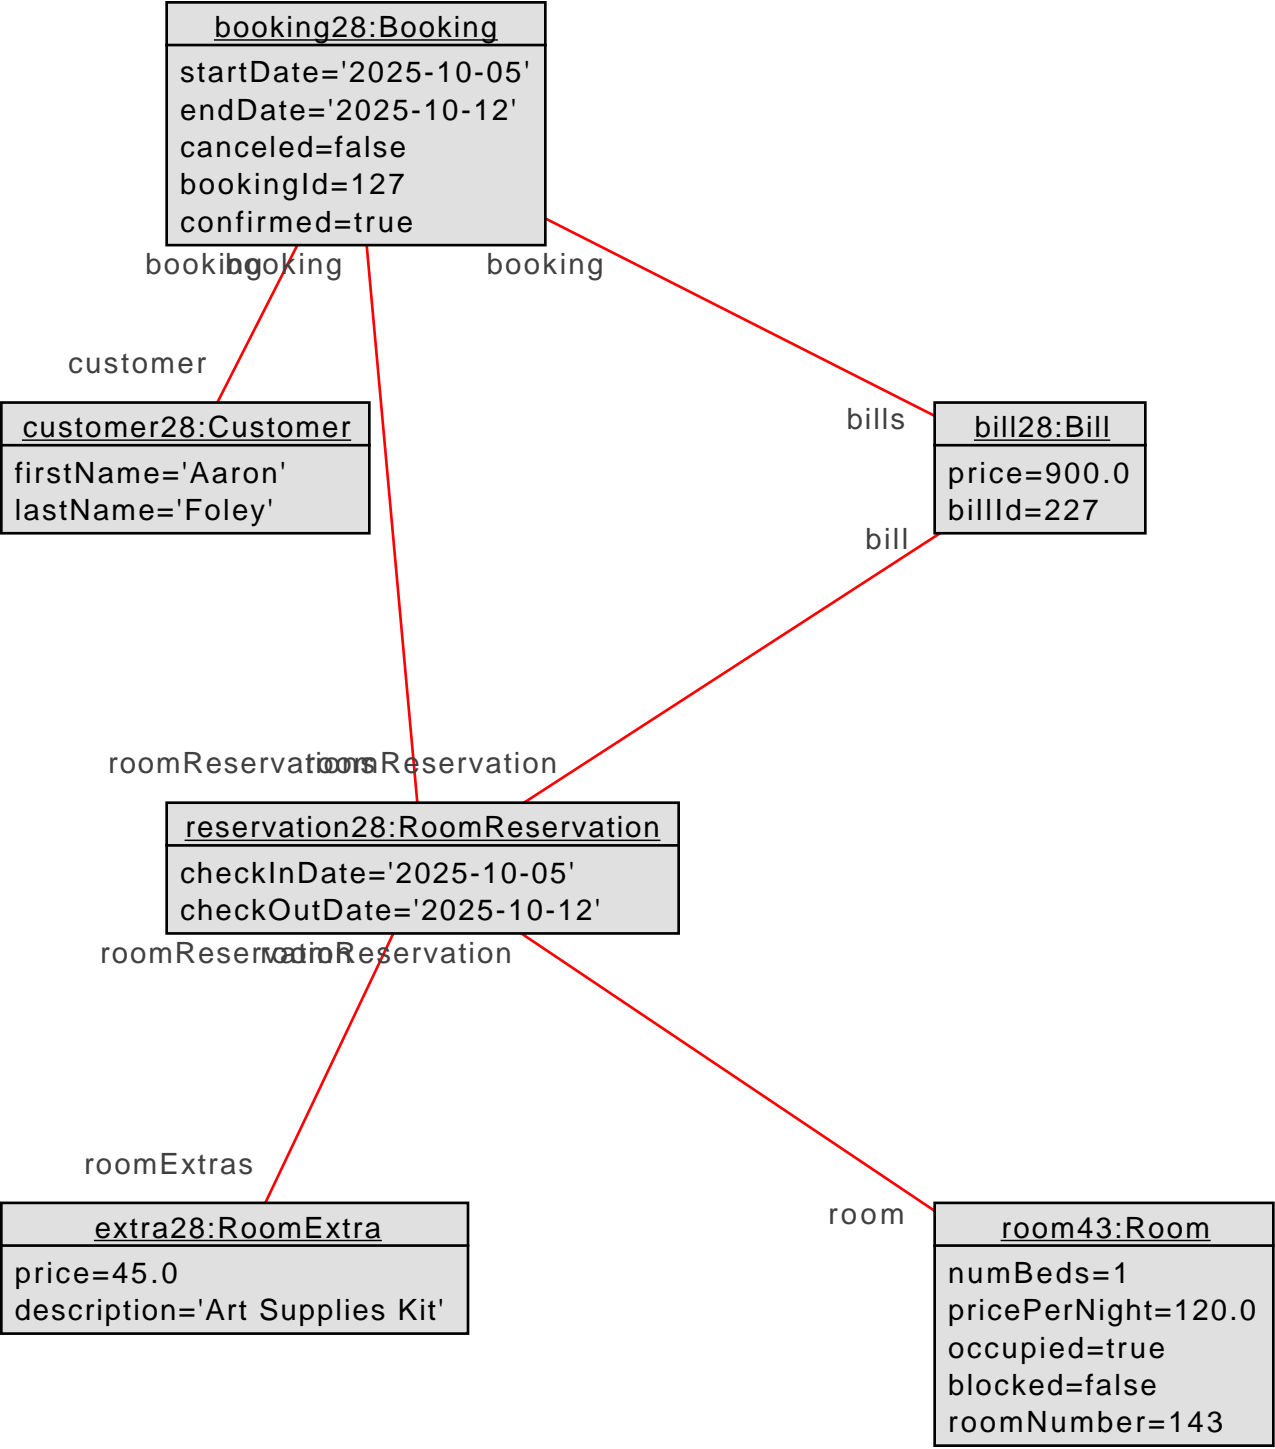 booking28:Booking
startDate='2025-10-05'
endDate='2025-10-12'
canceled=false
bookingId=127
confirmed=true
booking
booking
booking
customer
customer28:Customer
firstName='Aaron'
lastName='Foley'
bills
bill28:Bill
price=900.0
billId=227
bill
roomReservations
roomReservation
reservation28:RoomReservation
checkInDate='2025-10-05'
checkOutDate='2025-10-12'
roomReservation
roomReservation
roomExtras
extra28:RoomExtra
price=45.0
description='Art Supplies Kit'
room
room43:Room
numBeds=1
pricePerNight=120.0
occupied=true
blocked=false
roomNumber=143